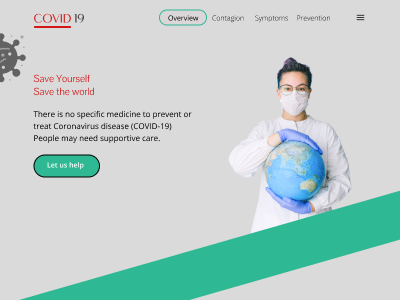 COVID 19
Overview
Contagion
Symptoms
Prevention
Save Yourself
Save the world
There is no specific medicine to prevent or
treat Coronavirus disease (COVID-19)
People may need supportive care.
Let us help